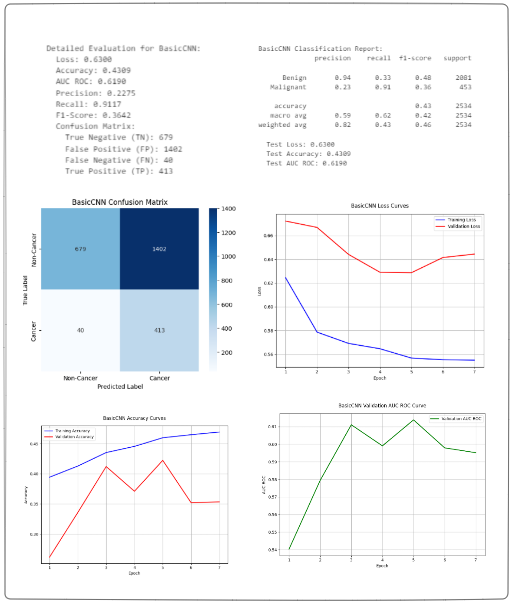 Detailed Evaluation for BasicCNN:
Loss: 0.6300
Accuracy: 0.4309
AUC ROC: 0.6190
Precision: 0.2275
Recall: 0.9117
F1-Score: 0.3642
Confusion Matrix:
True Negative (TN): 679
False Positive (FP): 1402
False Negative (FN): 40
True Positive (TP): 413
BasicCNN Classification Report:
precision recall f1-score support
Benign 0.94 0.33 0.48 2081
Malignant 0.23 0.91 0.36 453
accuracy 0.43 2534
macro avg 0.59 0.62 0.42 2534
weighted avg 0.82 0.43 0.46 2534
Test Loss: 0.6300
Test Accuracy: 0.4309
Test AUC ROC: 0.6190
BasicCNN Confusion Matrix
True Label
Non-Cancer
Cancer
679
1402
40
413
Non-Cancer
Cancer
Predicted Label
1400
1200
1000
800
600
400
200
BasicCNN Loss Curves
Training Loss
Validation Loss
Loss
0.66
0.64
0.62
0.60
0.58
0.56
1 2 3 4 5 6 7
Epoch
BasicCNN Accuracy Curves
Training Accuracy
Validation Accuracy
Accuracy
0.45
0.40
0.35
0.30
1 2 3 4 5 6 7
Epoch
BasicCNN Validation AUC ROC Curve
Validation AUC ROC
AUC ROC
0.61
0.60
0.59
0.58
0.57
0.56
0.55
0.54
1 2 3 4 5 6 7
Epoch